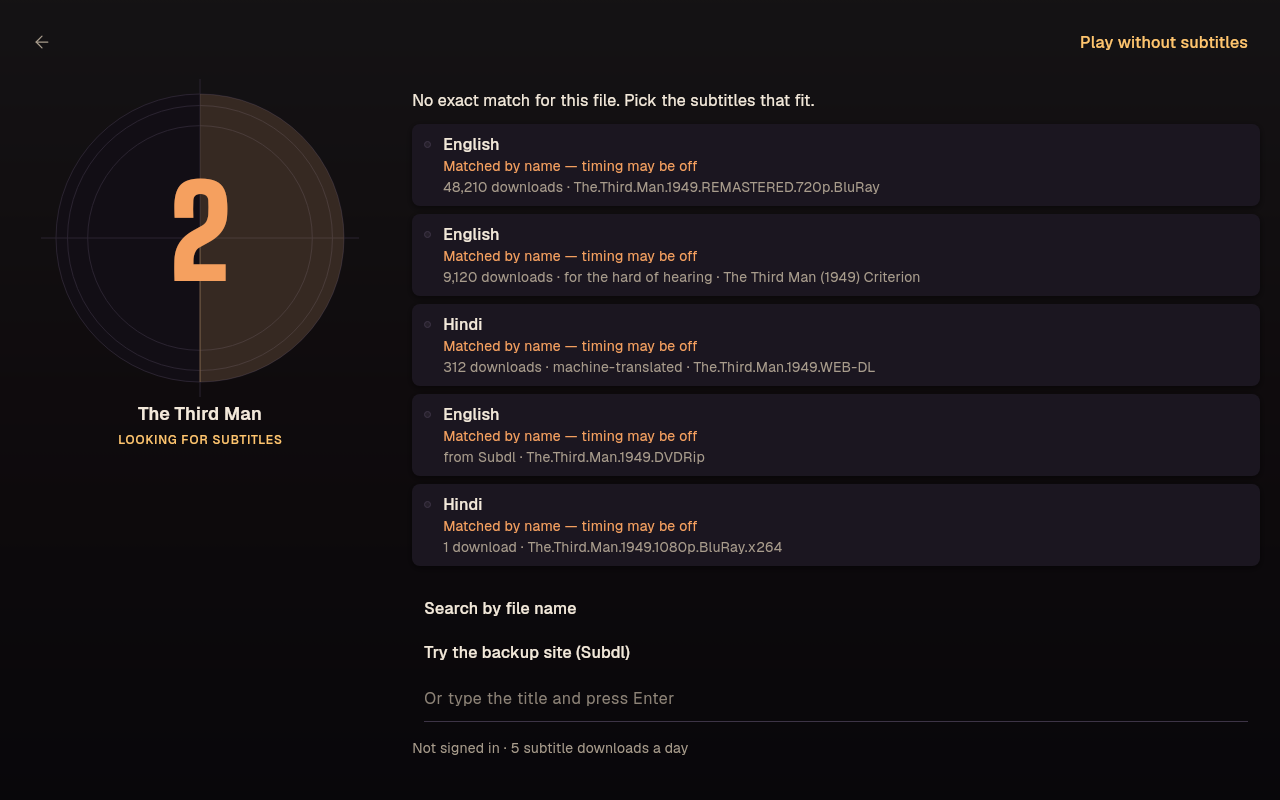 Play without subtitles
2
The Third Man
LOOKING FOR SUBTITLES
No exact match for this file. Pick the subtitles that fit.
English
Matched by name — timing may be off
48,210 downloads · The.Third.Man.1949.REMASTERED.720p.BluRay
English
Matched by name — timing may be off
9,120 downloads · for the hard of hearing · The Third Man (1949) Criterion
Hindi
Matched by name — timing may be off
312 downloads · machine-translated · The.Third.Man.1949.WEB-DL
English
Matched by name — timing may be off
from Subdl · The.Third.Man.1949.DVDRip
Hindi
Matched by name — timing may be off
1 download · The.Third.Man.1949.1080p.BluRay.x264
Search by file name
Try the backup site (Subdl)
Or type the title and press Enter
Not signed in · 5 subtitle downloads a day